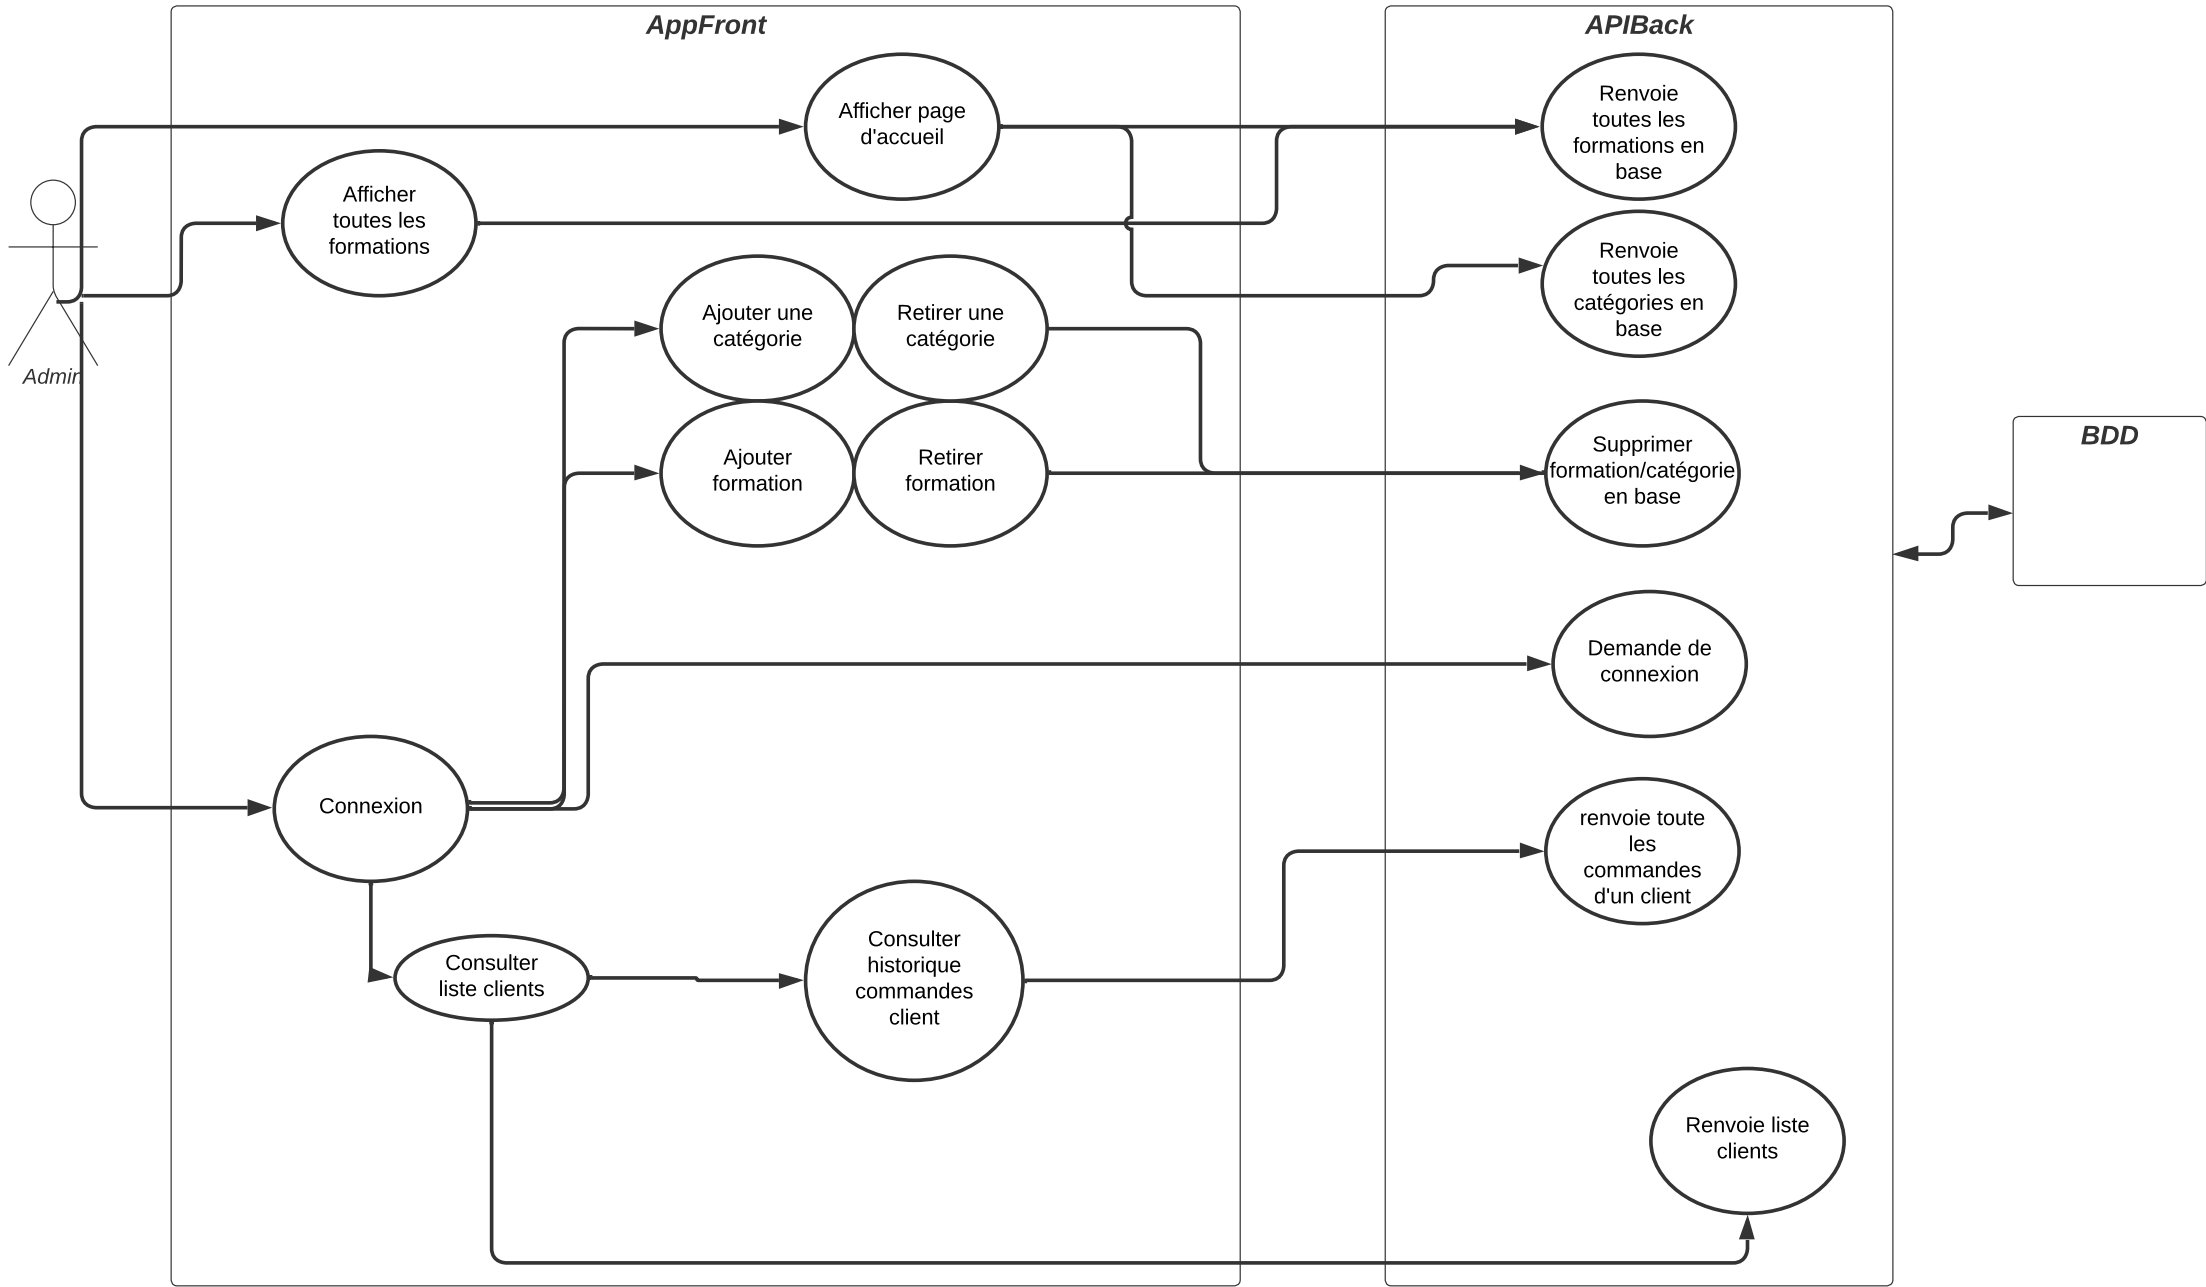 AppFront
APIBack
Afficher page
d'accueil
Renvoie
toutes les
formations en
base
Afficher
toutes les
formations
Renvoie
toutes les
catégories en
base
Admin
Ajouter une
catégorie
Retirer une
catégorie
Ajouter
formation
Retirer
formation
Supprimer
formation/catégorie
en base
BDD
Demande de
connexion
Connexion
renvoie toute
les
commandes
d'un client
Consulter
liste clients
Consulter
historique
commandes
client
Renvoie liste
clients